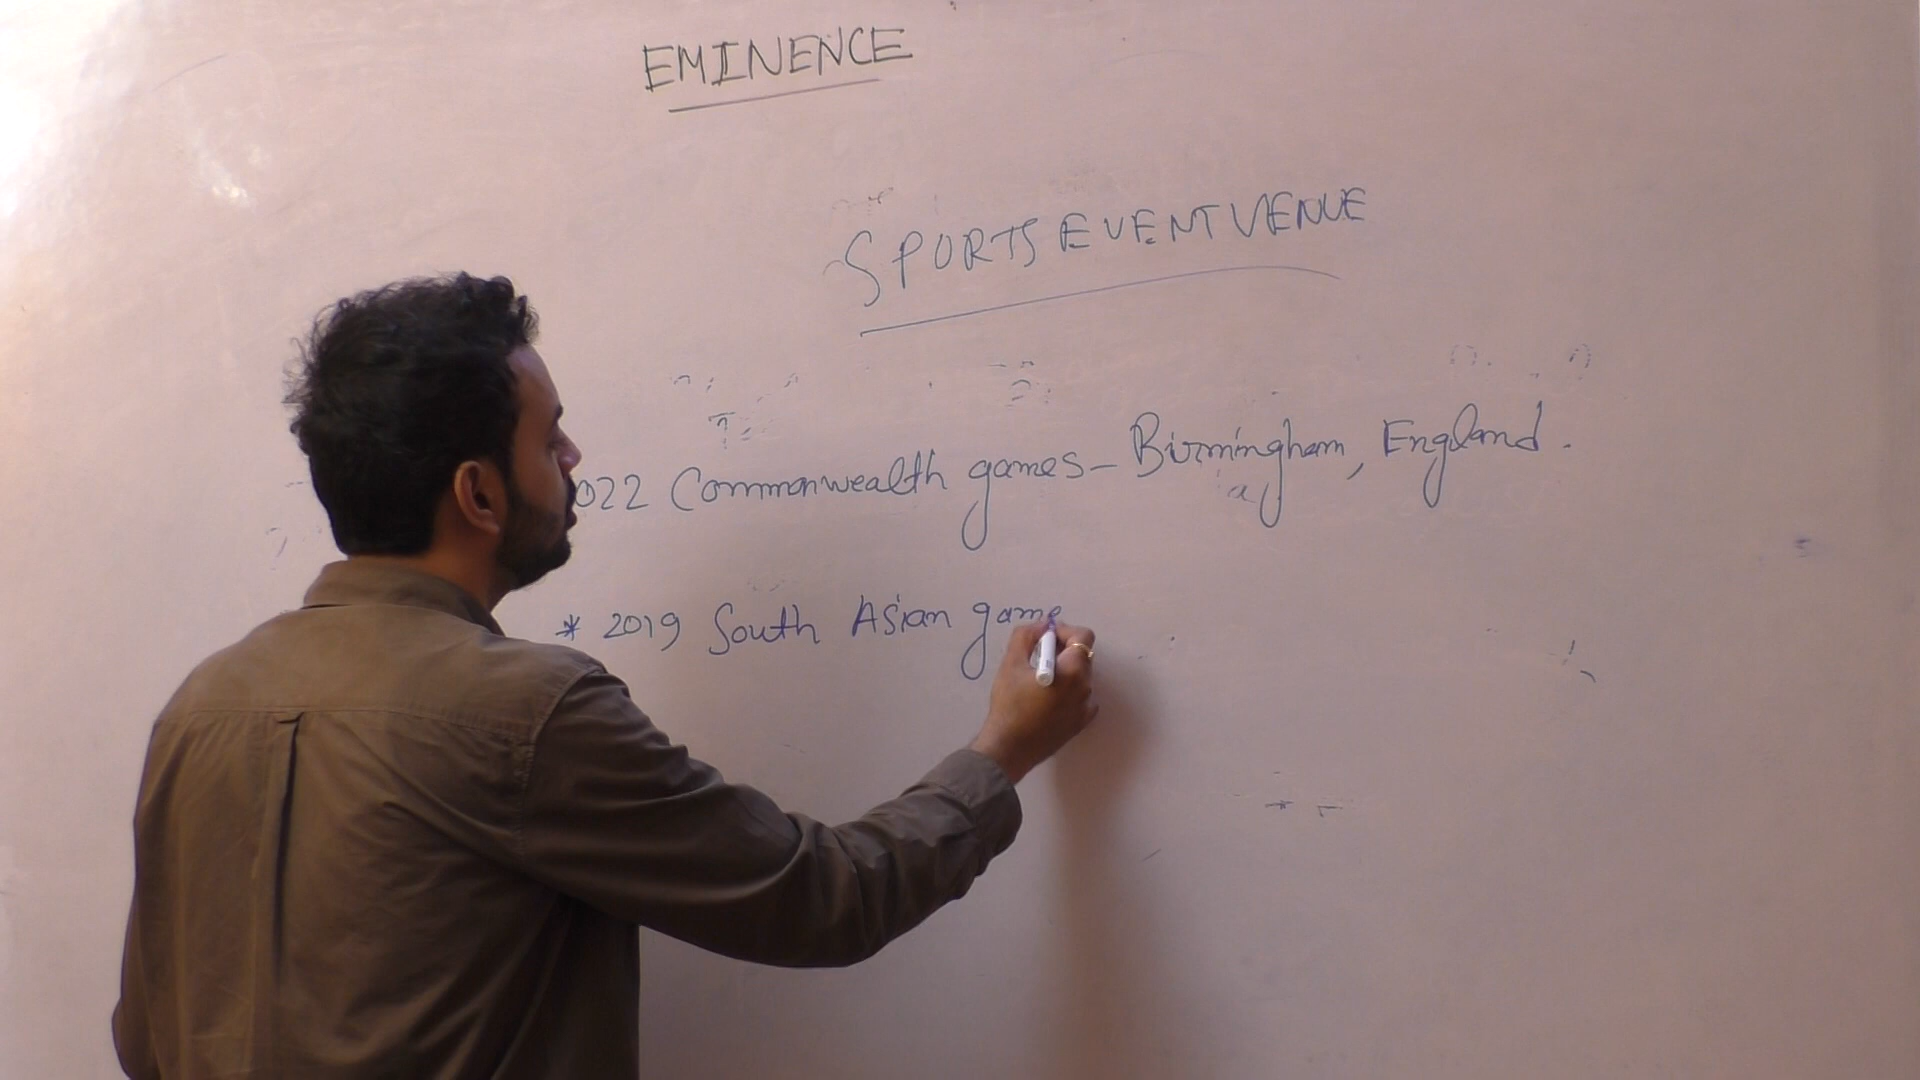 EMINENCE
SPORTS EVENT VENUE
022 Commonwealth games - Birmingham, England.
* 2019 South Asian game